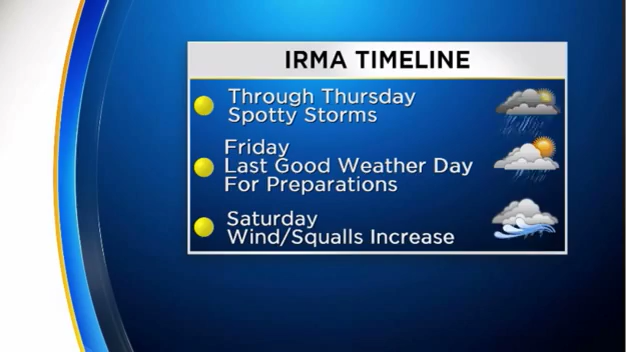 IRMA TIMELINE
Through Thursday
Spotty Storms
Friday
Last Good Weather Day
For Preparations
Saturday
Wind/Squalls Increase